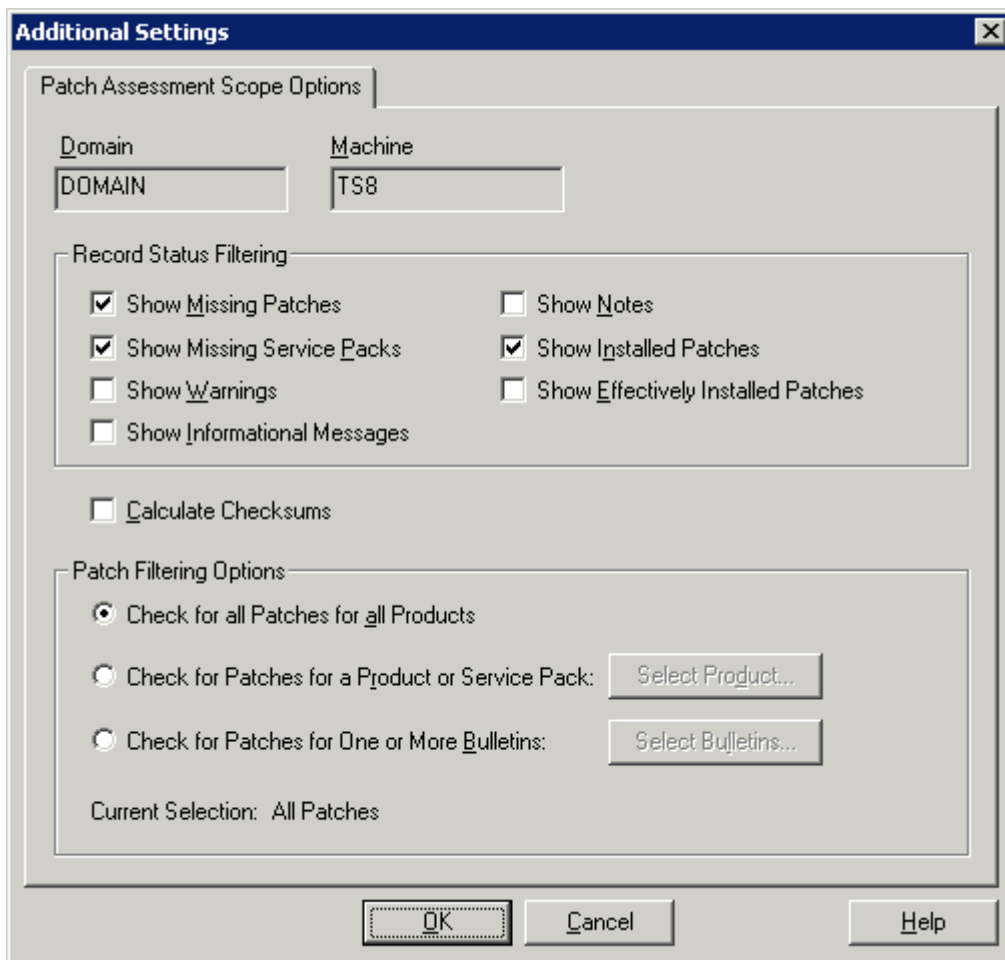 Additional Settings
Patch Assessment Scope Options
Domain
Machine
DOMAIN
TS8
Record Status Filtering
Show Missing Patches
Show Notes
Show Missing Service Packs
Show Installed Patches
Show Warnings
Show Effectively Installed Patches
Show Informational Messages
Calculate Checksums
Patch Filtering Options
Check for all Patches for all Products
Check for Patches for a Product or Service Pack:
Select Product...
Check for Patches for One or More Bulletins:
Select Bulletins...
Current Selection: All Patches
OK
Cancel
Help